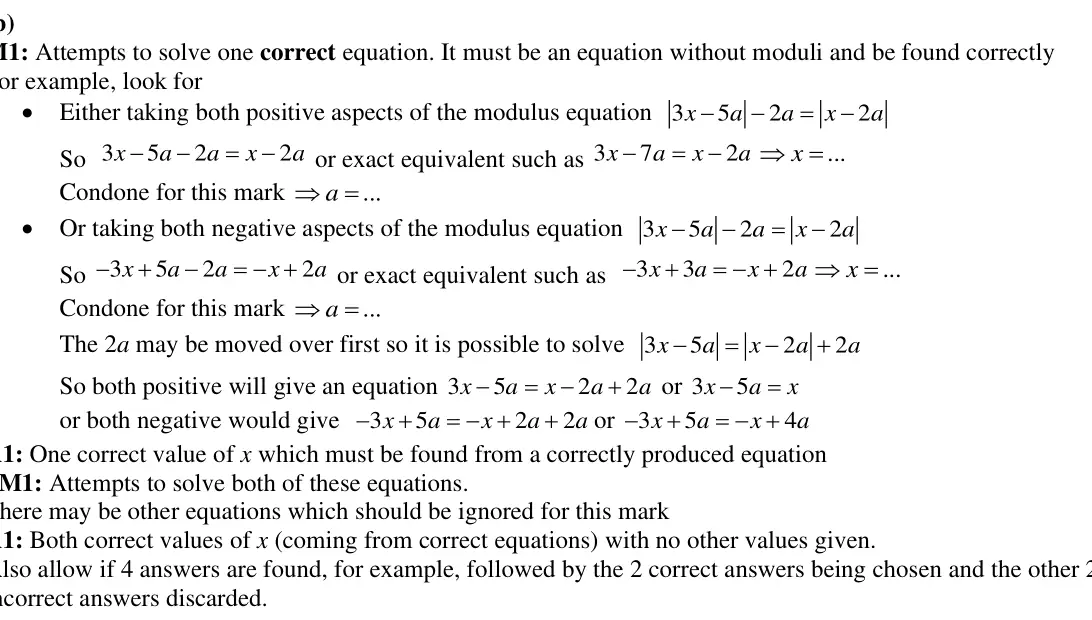 b)
M1: Attempts to solve one correct equation. It must be an equation without moduli and be found correctly
or example, look for
• Either taking both positive aspects of the modulus equation |3x − 5a| − 2a = |x − 2a|
So 3x − 5a − 2a = x − 2a or exact equivalent such as 3x − 7a = x − 2a ⇒ x = ...
Condone for this mark ⇒ a = ...
• Or taking both negative aspects of the modulus equation |3x − 5a| − 2a = |x − 2a|
So −3x + 5a − 2a = −x + 2a or exact equivalent such as −3x + 3a = −x + 2a ⇒ x = ...
Condone for this mark ⇒ a = ...
The 2a may be moved over first so it is possible to solve |3x − 5a| = |x − 2a| + 2a
So both positive will give an equation 3x − 5a = x − 2a + 2a or 3x − 5a = x
or both negative would give −3x + 5a = −x + 2a + 2a or −3x + 5a = −x + 4a
1: One correct value of x which must be found from a correctly produced equation
M1: Attempts to solve both of these equations.
here may be other equations which should be ignored for this mark
1: Both correct values of x (coming from correct equations) with no other values given.
Also allow if 4 answers are found, for example, followed by the 2 correct answers being chosen and the other 2
ncorrect answers discarded.